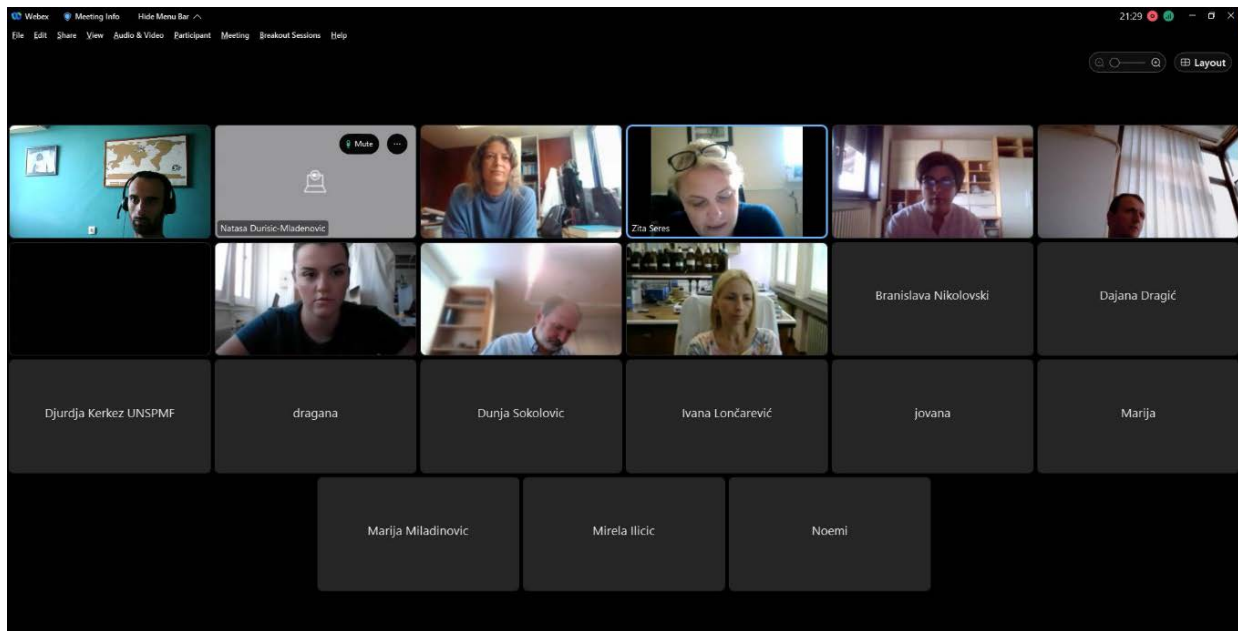 Webex Meeting Info Hide Menu Bar 21:29
File Edit Share View Audio & Video Participant Meeting Breakout Sessions Help
Layout
Mute
Natasa Durisic-Mladenovic
Zita Seres
Branislava Nikolovski
Dajana Dragić
Djurdja Kerkez UNSPMF
dragana
Dunja Sokolovic
Ivana Lončarević
jovana
Marija
Marija Miladinovic
Mirela Ilicic
Noemi